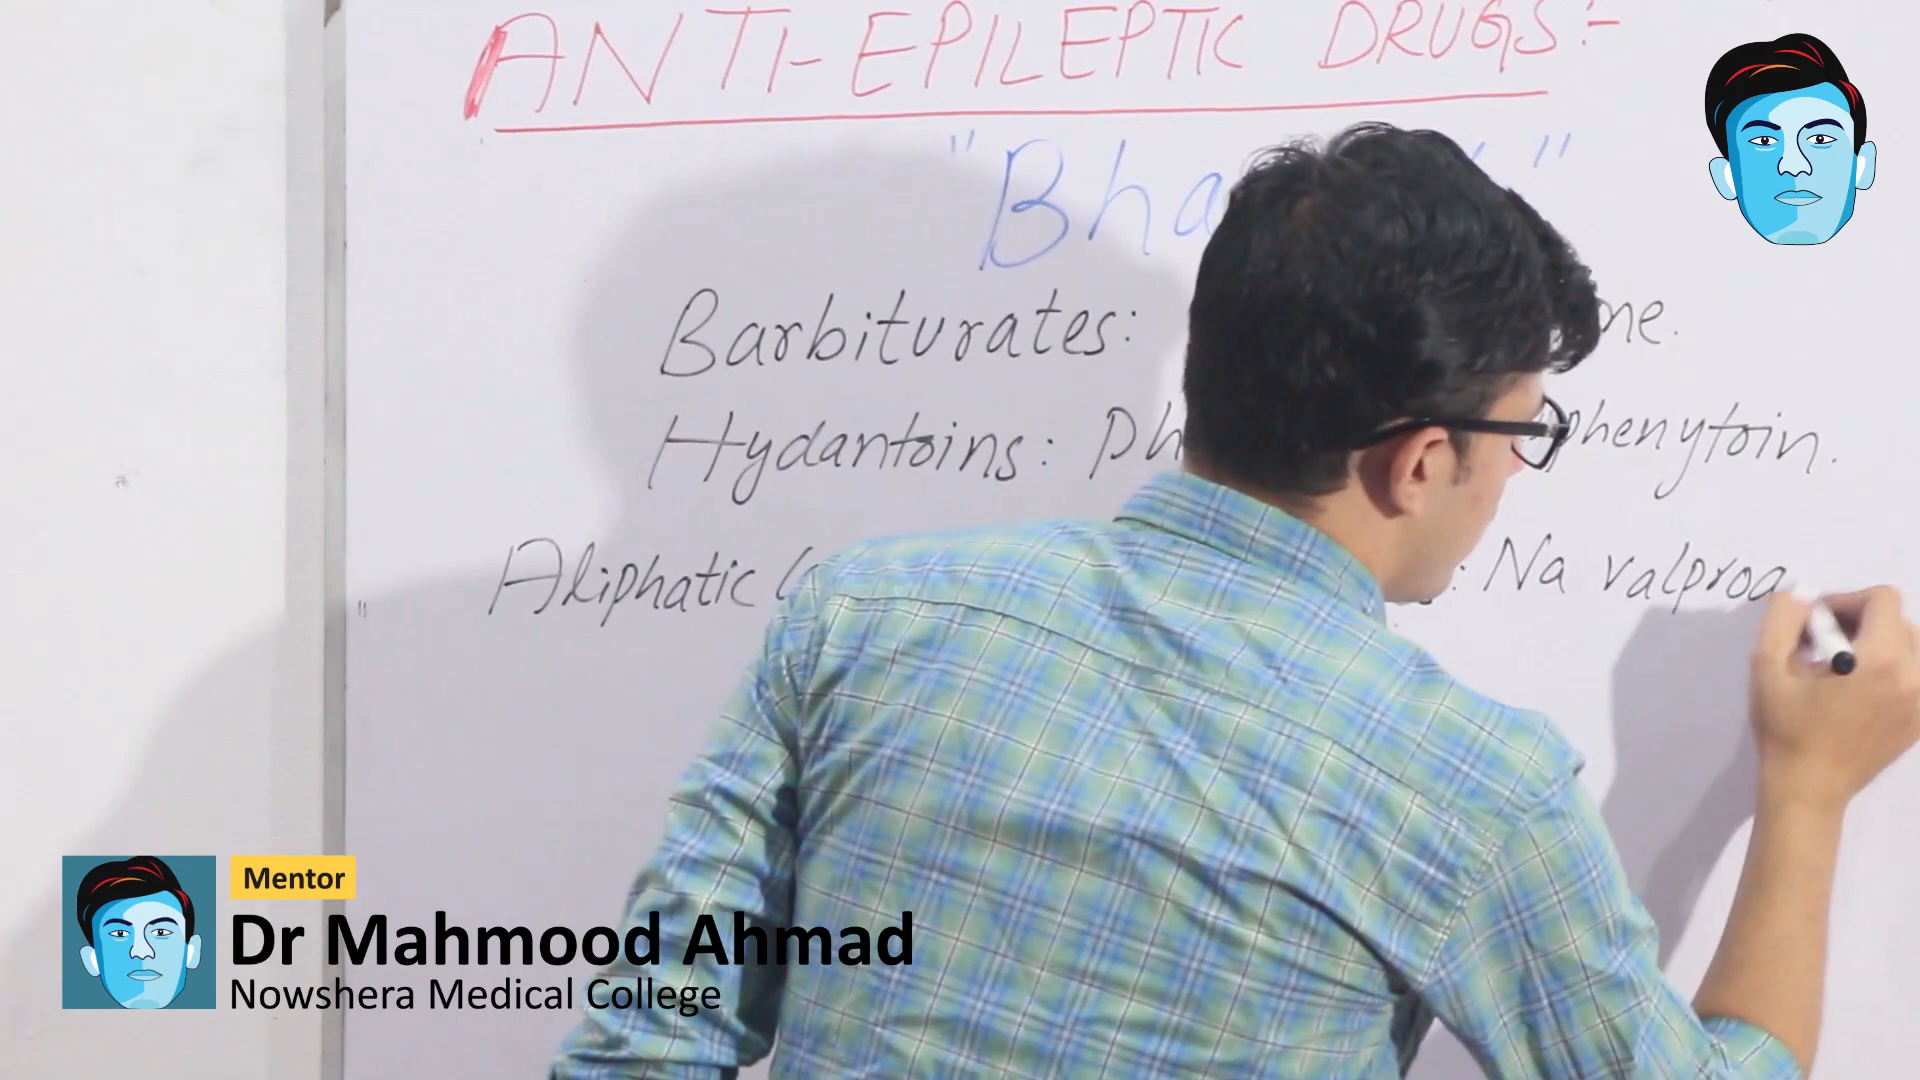 ANTI-EPILEPTIC DRUGS:-
"Bha "
Barbiturates: ne.
Hydantoins: Ph phenytoin.
Aliphatic C : Na valproa
Mentor
Dr Mahmood Ahmad
Nowshera Medical College